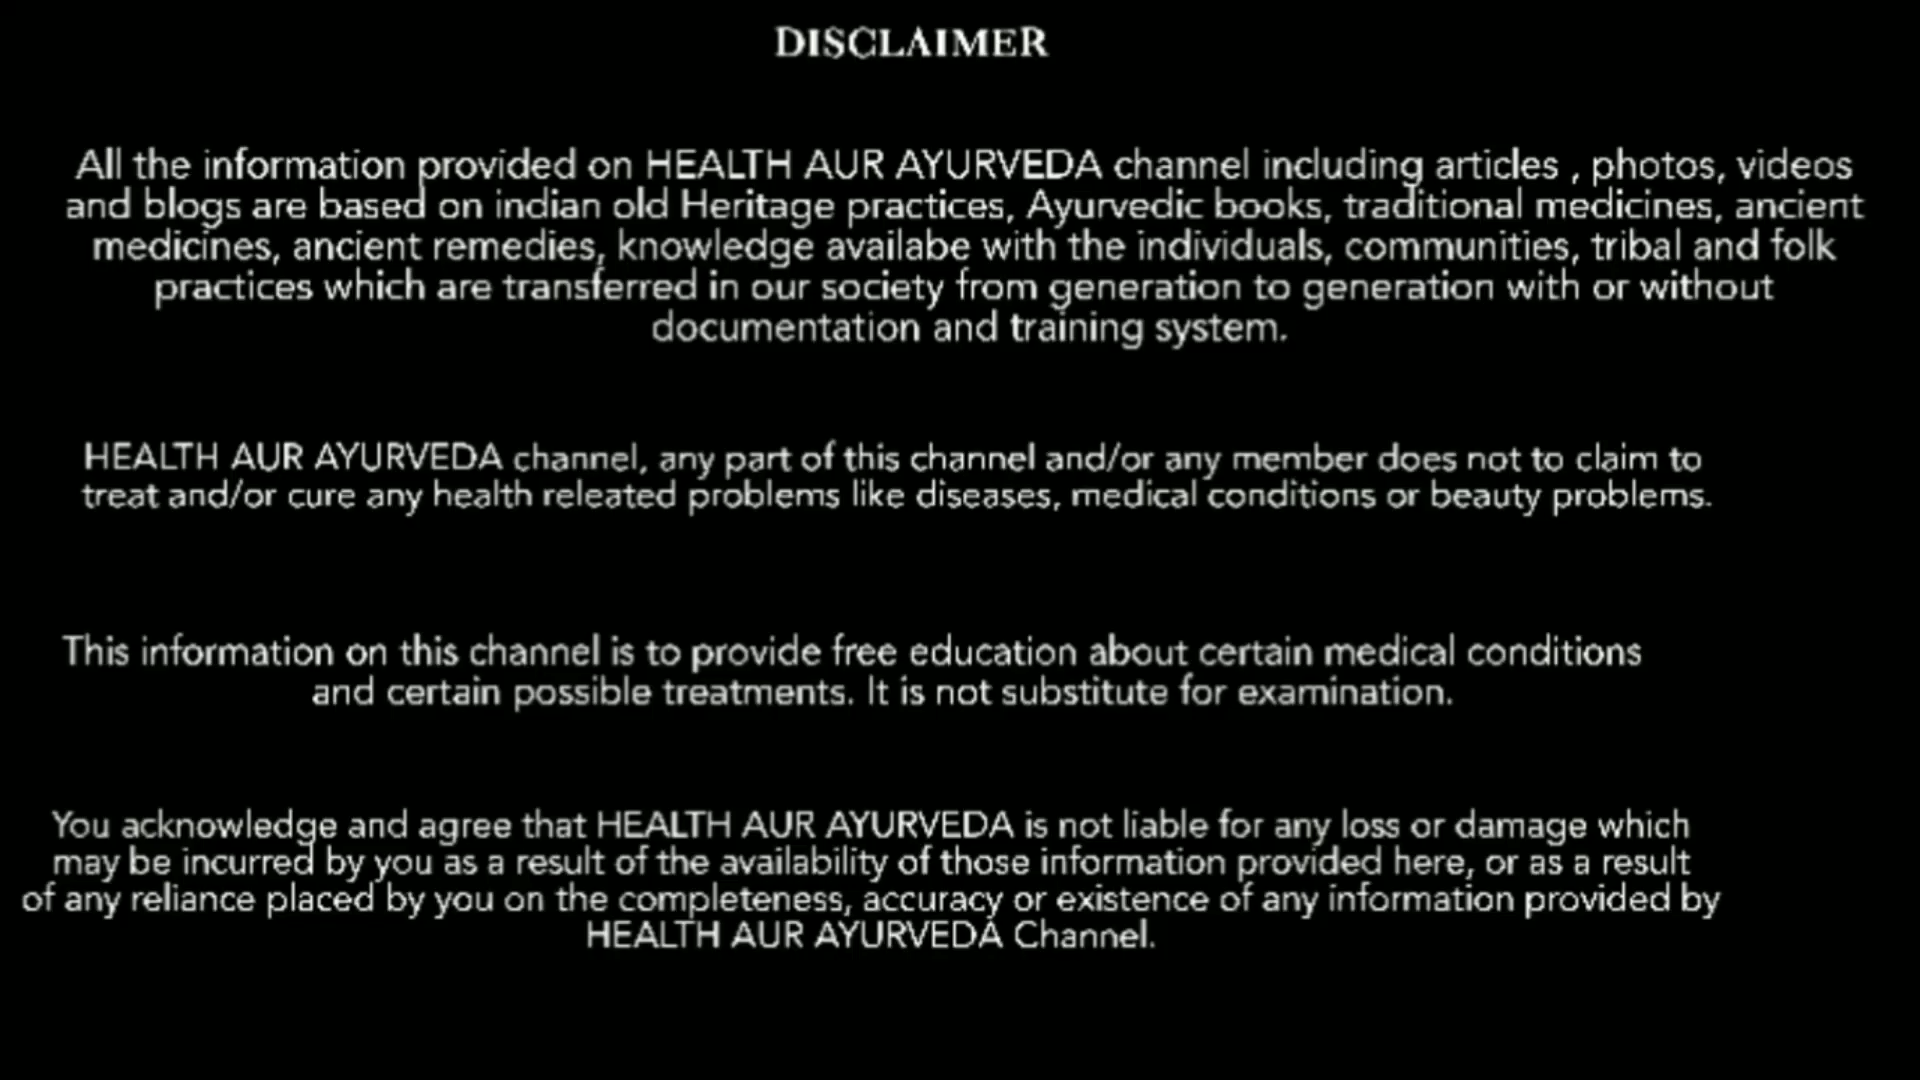 DISCLAIMER
All the information provided on HEALTH AUR AYURVEDA channel including articles , photos, videos
and blogs are based on indian old Heritage practices, Ayurvedic books, traditional medicines, ancient
medicines, ancient remedies, knowledge availabe with the individuals, communities, tribal and folk
practices which are transferred in our society from generation to generation with or without
documentation and training system.
HEALTH AUR AYURVEDA channel, any part of this channel and/or any member does not to claim to
treat and/or cure any health releated problems like diseases, medical conditions or beauty problems.
This information on this channel is to provide free education about certain medical conditions
and certain possible treatments. It is not substitute for examination.
You acknowledge and agree that HEALTH AUR AYURVEDA is not liable for any loss or damage which
may be incurred by you as a result of the availability of those information provided here, or as a result
of any reliance placed by you on the completeness, accuracy or existence of any information provided by
HEALTH AUR AYURVEDA Channel.